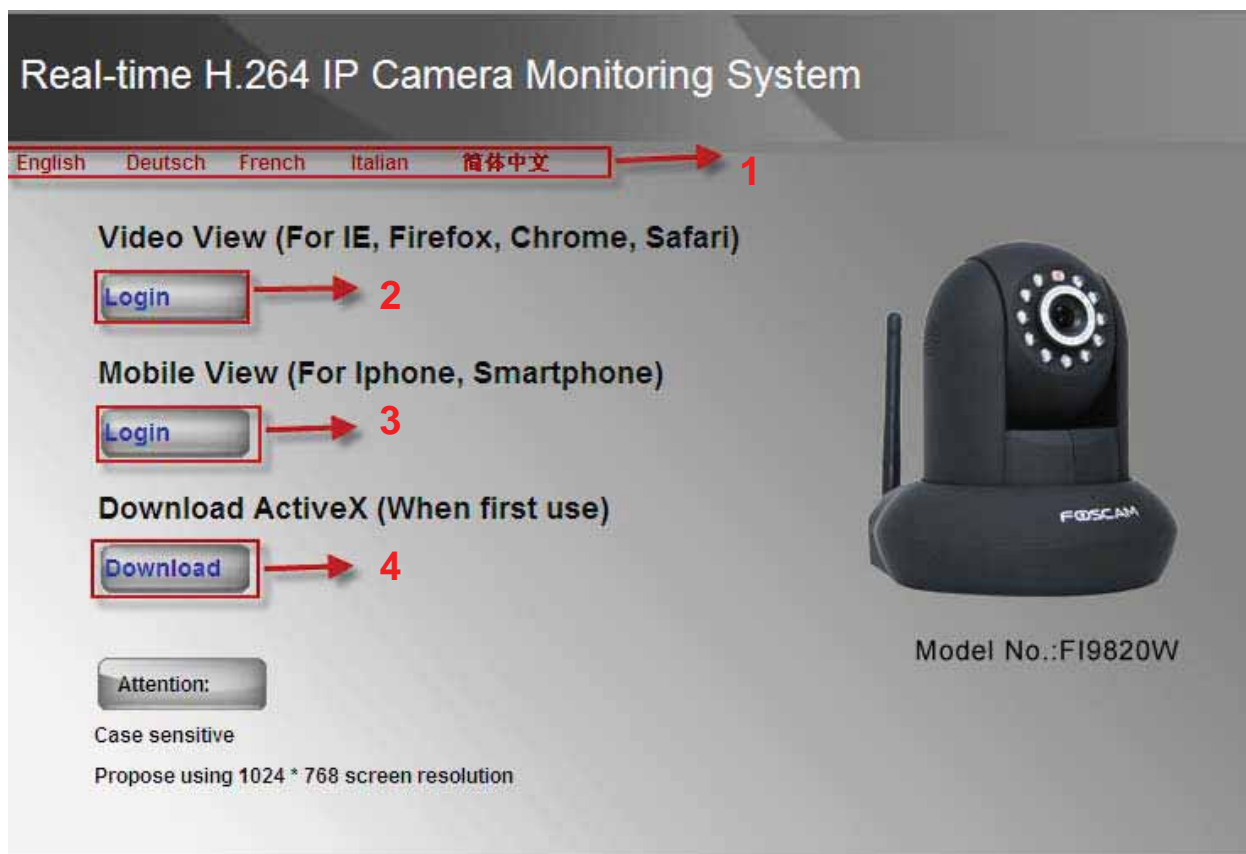 Real-time H.264 IP Camera Monitoring System
English Deutsch French Italian 简体中文
1
Video View (For IE, Firefox, Chrome, Safari)
Login
2
Mobile View (For Iphone, Smartphone)
Login
3
Download ActiveX (When first use)
Download
4
FOSCAM
Model No.:FI9820W
Attention:
Case sensitive
Propose using 1024 * 768 screen resolution